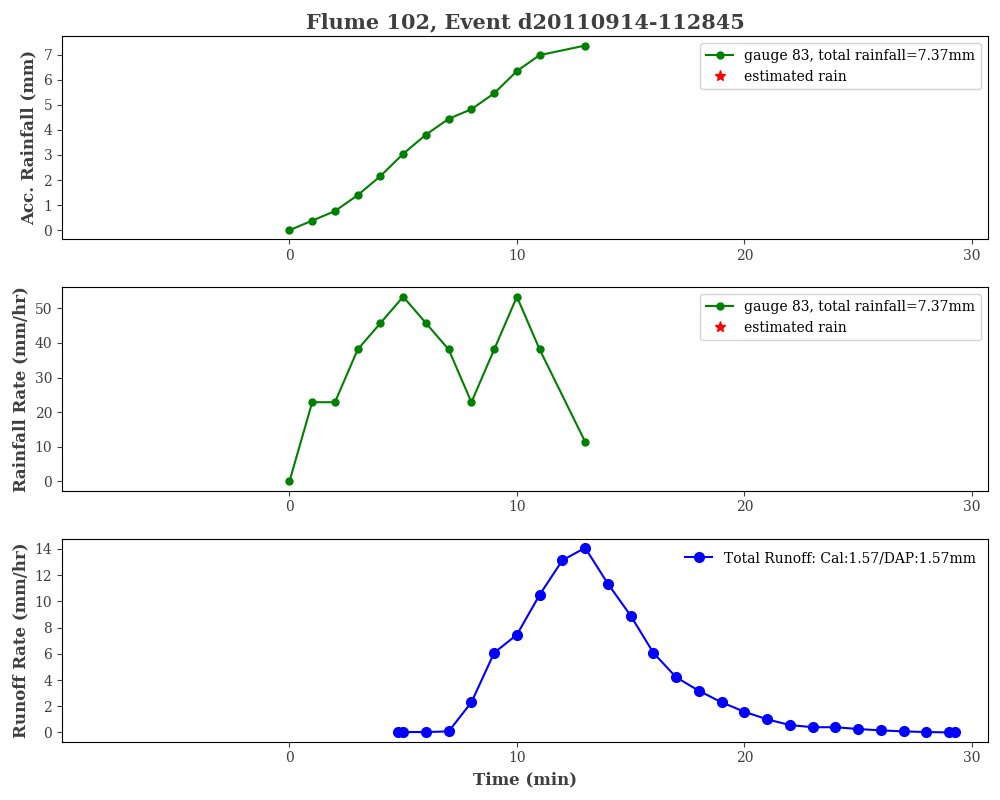 Flume 102, Event d20110914-112845
Acc. Rainfall (mm)
7
6
5
4
3
2
1
0
gauge 83, total rainfall=7.37mm
estimated rain
0 10 20 30
Rainfall Rate (mm/hr)
50
40
30
20
10
0
gauge 83, total rainfall=7.37mm
estimated rain
0 10 20 30
Runoff Rate (mm/hr)
14
12
10
8
6
4
2
0
Total Runoff: Cal:1.57/DAP:1.57mm
0 10 20 30
Time (min)